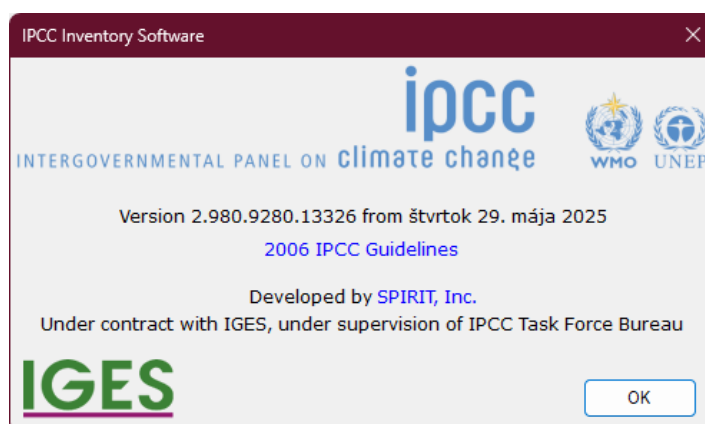 IPCC Inventory Software
ipcc
INTERGOVERNMENTAL PANEL ON climate change
WMO UNEP
Version 2.980.9280.13326 from štvrtok 29. mája 2025
2006 IPCC Guidelines
Developed by SPIRIT, Inc.
Under contract with IGES, under supervision of IPCC Task Force Bureau
IGES
OK